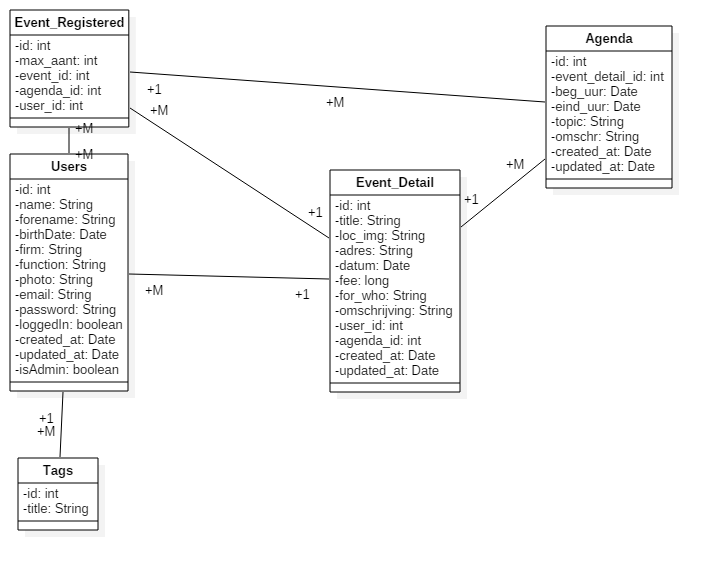 Event_Registered
-id: int
-max_aant: int
-event_id: int
-agenda_id: int
-user_id: int
+1
+M
+M
+M
+M
Users
-id: int
-name: String
-forename: String
-birthDate: Date
-firm: String
-function: String
-photo: String
-email: String
-password: String
-loggedIn: boolean
-created_at: Date
-updated_at: Date
-isAdmin: boolean
+M
+1
+1
+M
Tags
-id: int
-title: String
+1
Event_Detail
-id: int
-title: String
-loc_img: String
-adres: String
-datum: Date
-fee: long
-for_who: String
-omschrijving: String
-user_id: int
-agenda_id: int
-created_at: Date
-updated_at: Date
+1
+M
Agenda
-id: int
-event_detail_id: int
-beg_uur: Date
-eind_uur: Date
-topic: String
-omschr: String
-created_at: Date
-updated_at: Date